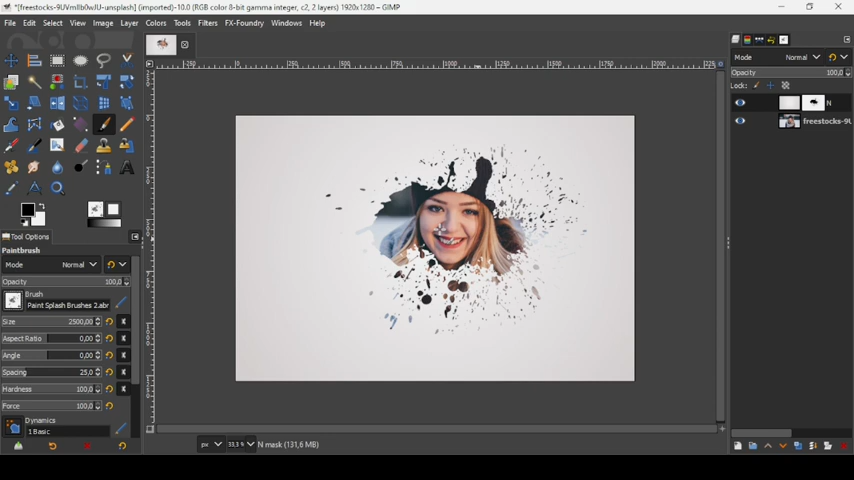 *[freestocks-9UVmlIb0wJU-unsplash] (imported)-10.0 (RGB color 8-bit gamma integer, c2, 2 layers) 1920x1280 – GIMP
File Edit Select View Image Layer Colors Tools Filters FX-Foundry Windows Help
Mode Normal
Opacity 100,0
Lock:
N
freestocks-9U
Tool Options
Paintbrush
Mode Normal
Opacity 100,0
Brush
Paint Splash Brushes 2.abr
Size 2500,00
Aspect Ratio 0,00
Angle 0,00
Spacing 25,0
Hardness 100,0
Force 100,0
Dynamics
1 Basic
px 33,3 % N mask (131,6 MB)